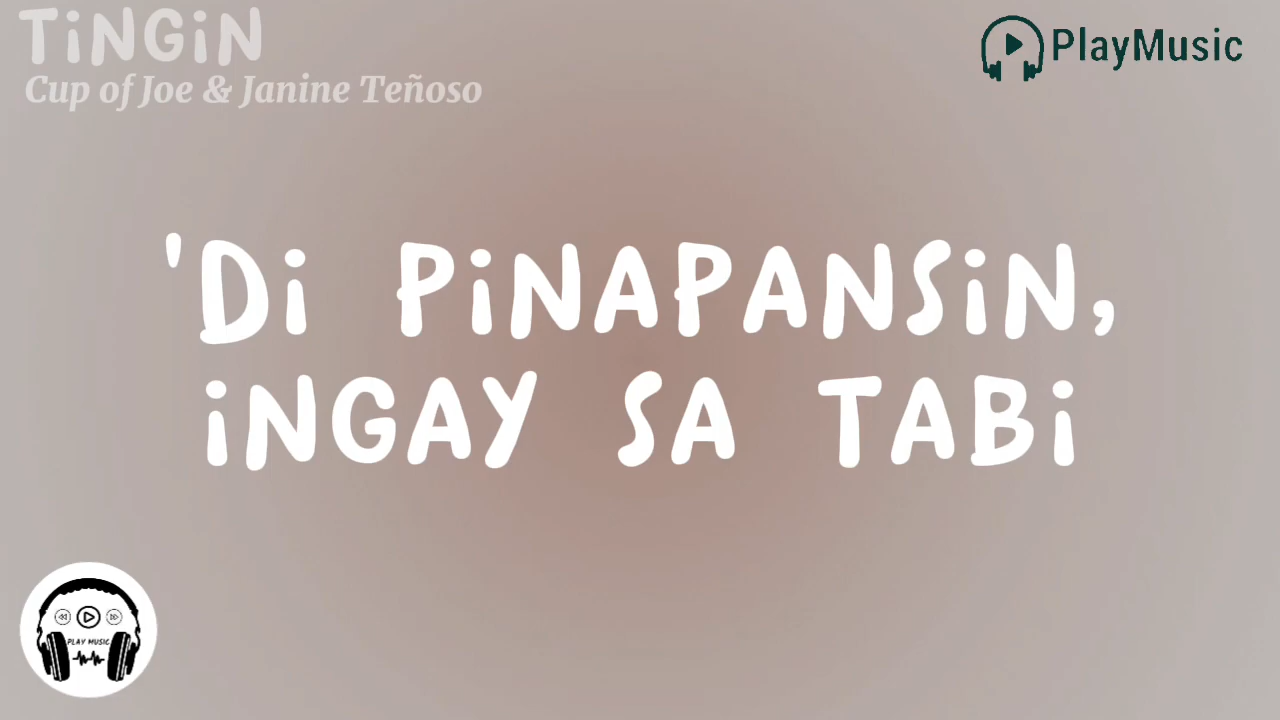 TiNGiN
Cup of Joe & Janine Teñoso
PlayMusic
'Di PiNAPANSiN,
iNGAY SA TABi
PLAY MUSIC